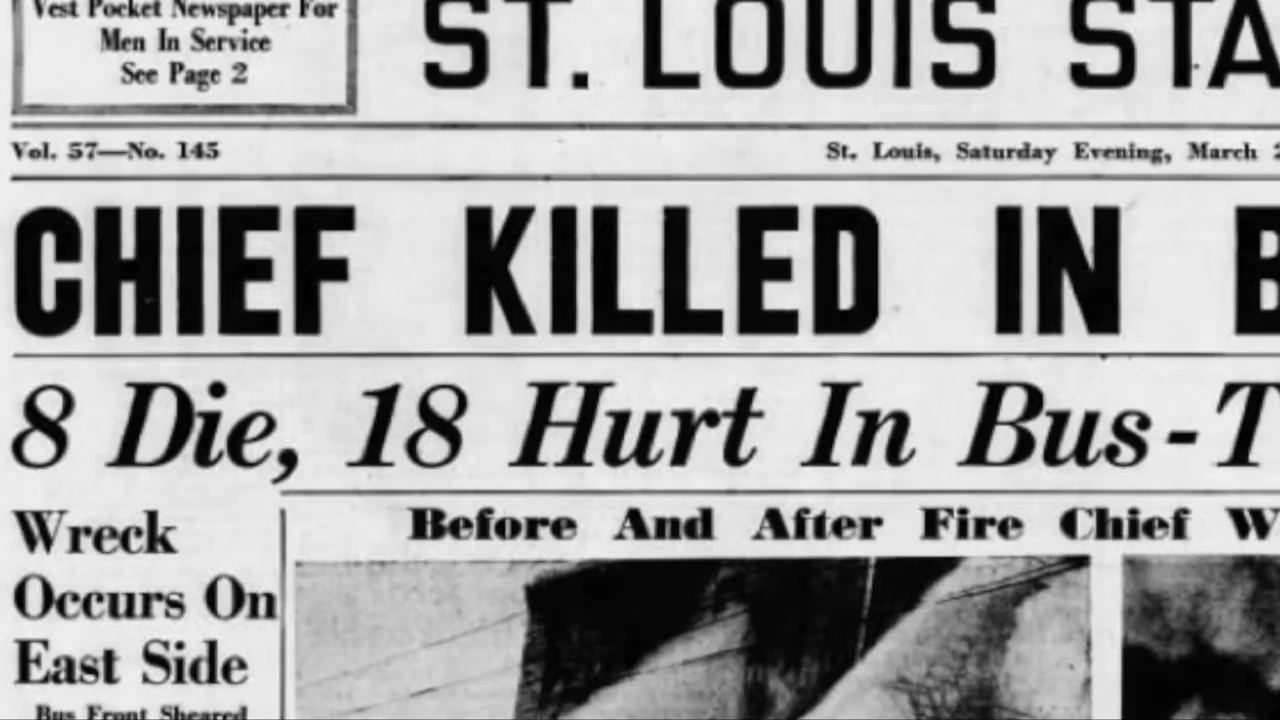 Vest Pocket Newspaper For
Men In Service
See Page 2
ST. LOUIS STA
Vol. 57—No. 145
St. Louis, Saturday Evening, March 2
CHIEF KILLED IN B
8 Die, 18 Hurt In Bus-T
Before And After Fire Chief W
Wreck
Occurs On
East Side
Bus Front Sheared